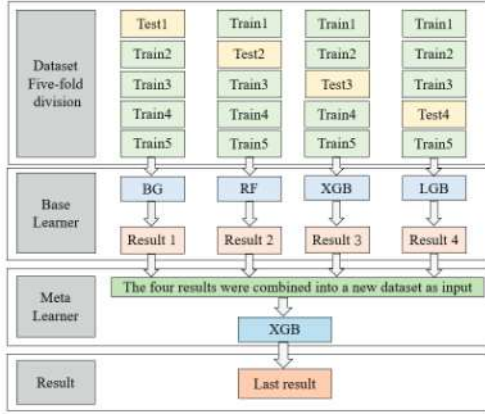 Dataset
Five-fold
division
Test1
Train1
Train1
Train1
Train2
Test2
Train2
Train2
Train3
Train3
Test3
Train3
Train4
Train4
Train4
Test4
Train5
Train5
Train5
Train5
Base
Learner
BG
RF
XGB
LGB
Result 1
Result 2
Result 3
Result 4
Meta
Learner
The four results were combined into a new dataset as input
XGB
Result
Last result